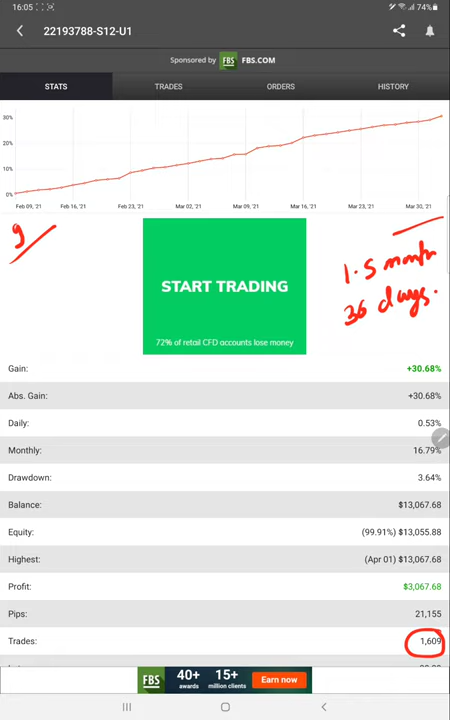 16:05
74%
22193788-S12-U1
Sponsored by FBS FBS.COM
STATS TRADES ORDERS HISTORY
30%
20%
10%
0%
Feb 09, '21 Feb 16, '21 Feb 23, '21 Mar 02, '21 Mar 09, '21 Mar 16, '21 Mar 23, '21 Mar 30, '21
9
1.5 month
36 days.
START TRADING
72% of retail CFD accounts lose money
Gain: +30.68%
Abs. Gain: +30.68%
Daily: 0.53%
Monthly: 16.79%
Drawdown: 3.64%
Balance: $13,067.68
Equity: (99.91%) $13,055.88
Highest: (Apr 01) $13,067.68
Profit: $3,067.68
Pips: 21,155
Trades: 1,609
FBS 40+ awards 15+ million clients Earn now